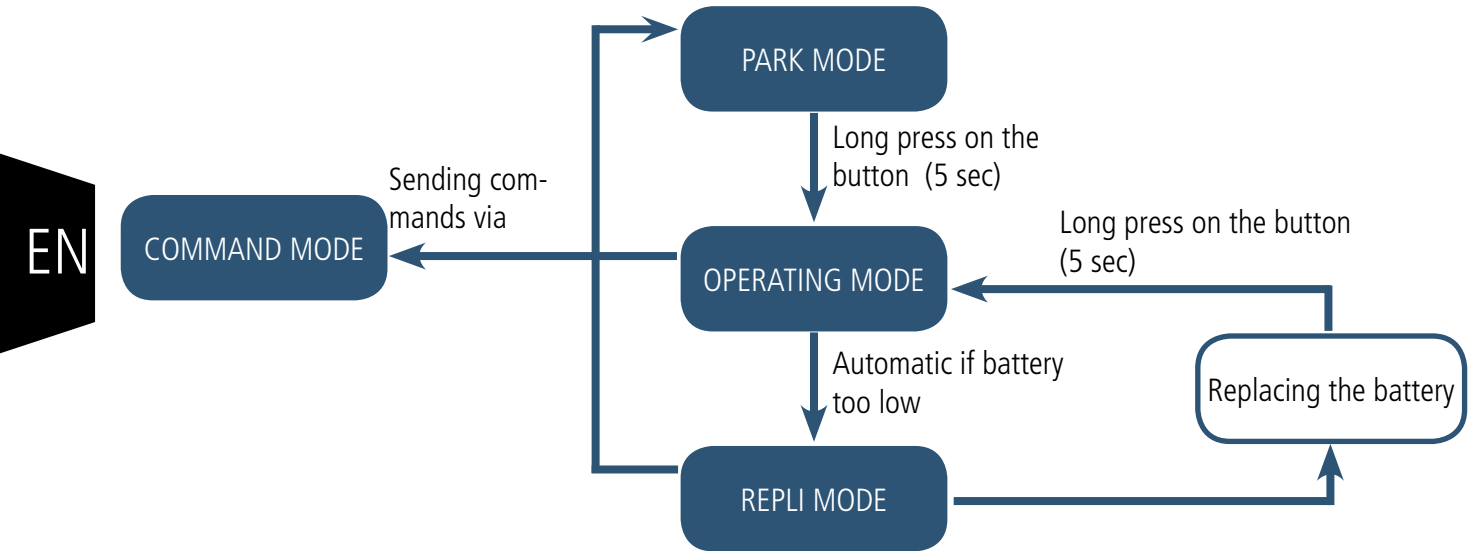 PARK MODE
Long press on the
button (5 sec)
Sending com-
mands via
EN
COMMAND MODE
Long press on the button
(5 sec)
OPERATING MODE
Automatic if battery
too low
Replacing the battery
REPLI MODE